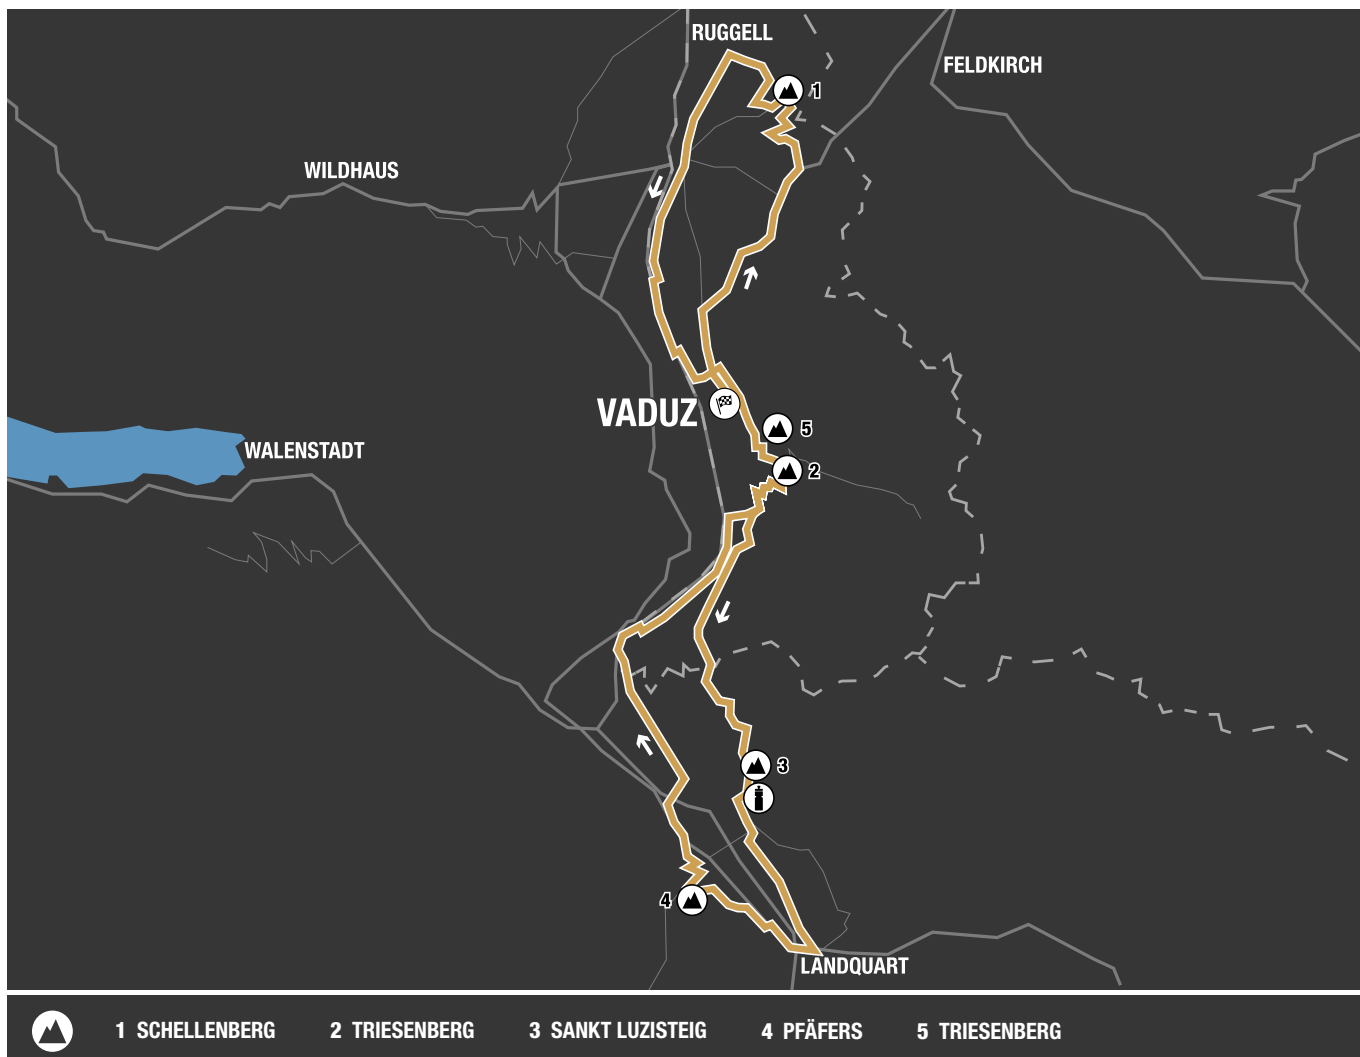 RUGGELL
FELDKIRCH
1
WILDHAUS
VADUZ
5
WALENSTADT
2
3
4
LANDQUART
1 SCHELLENBERG 2 TRIESENBERG 3 SANKT LUZISTEIG 4 PFÄFERS 5 TRIESENBERG